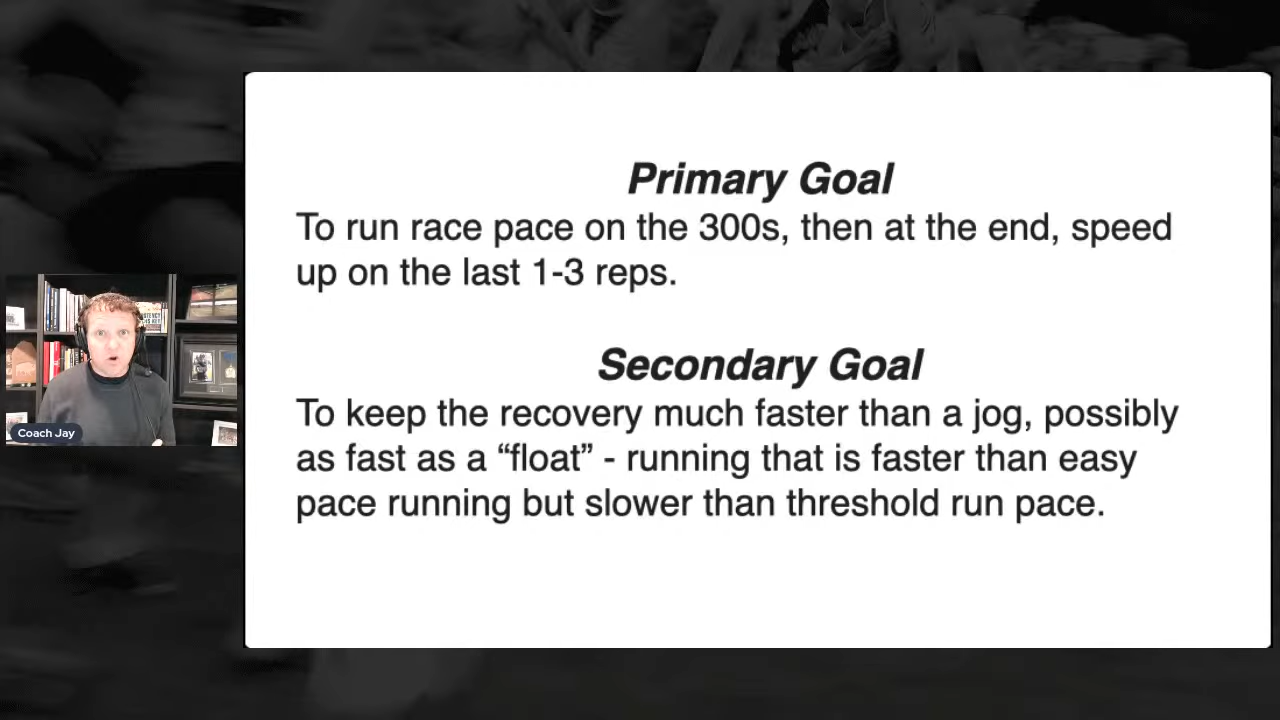 Primary Goal
To run race pace on the 300s, then at the end, speed
up on the last 1-3 reps.
Secondary Goal
To keep the recovery much faster than a jog, possibly
as fast as a “float” - running that is faster than easy
pace running but slower than threshold run pace.
Coach Jay